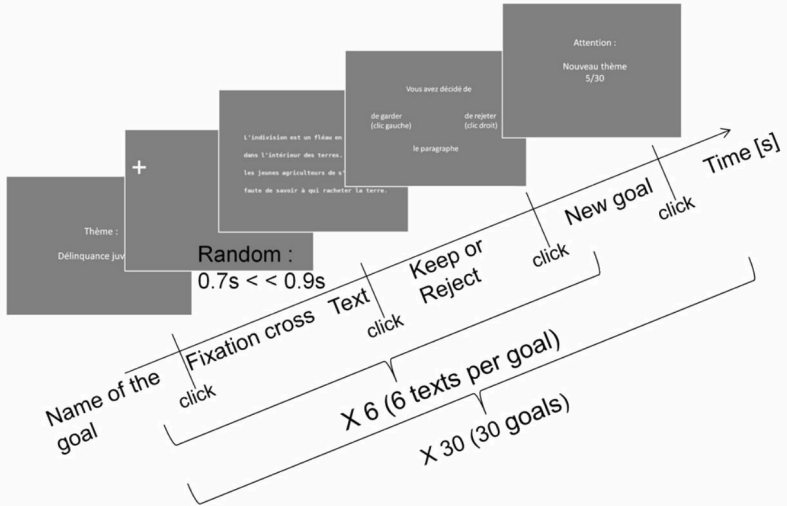 Attention :
Nouveau thème
5/30
Vous avez décidé de
de garder
(clic gauche)
de rejeter
(clic droit)
le paragraphe
L'indivision est un fléau en
dans l'intérieur des terres.
les jeunes agriculteurs de s'
faute de savoir à qui racheter la terre.
+
Thème :
Délinquance juv
Random :
0.7s < < 0.9s
Time [s]
New goal
click
Keep or
Reject
click
Text
click
Fixation cross
click
Name of the
goal
X 6 (6 texts per goal)
X 30 (30 goals)